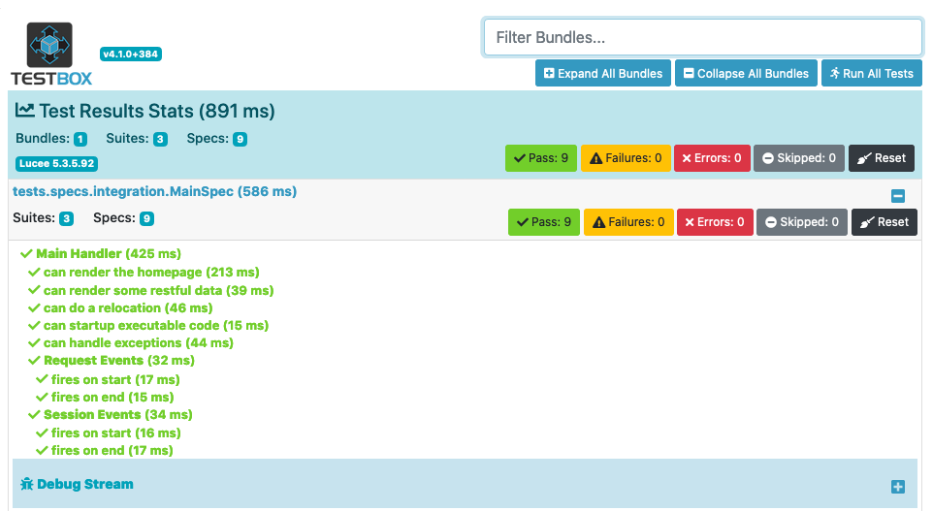 Filter Bundles...
v4.1.0+384
TESTBOX
Expand All Bundles Collapse All Bundles Run All Tests
Test Results Stats (891 ms)
Bundles: 1 Suites: 3 Specs: 9
Lucee 5.3.5.92
Pass: 9 Failures: 0 Errors: 0 Skipped: 0 Reset
tests.specs.integration.MainSpec (586 ms)
Suites: 3 Specs: 9
Pass: 9 Failures: 0 Errors: 0 Skipped: 0 Reset
Main Handler (425 ms)
can render the homepage (213 ms)
can render some restful data (39 ms)
can do a relocation (46 ms)
can startup executable code (15 ms)
can handle exceptions (44 ms)
Request Events (32 ms)
fires on start (17 ms)
fires on end (15 ms)
Session Events (34 ms)
fires on start (16 ms)
fires on end (17 ms)
Debug Stream